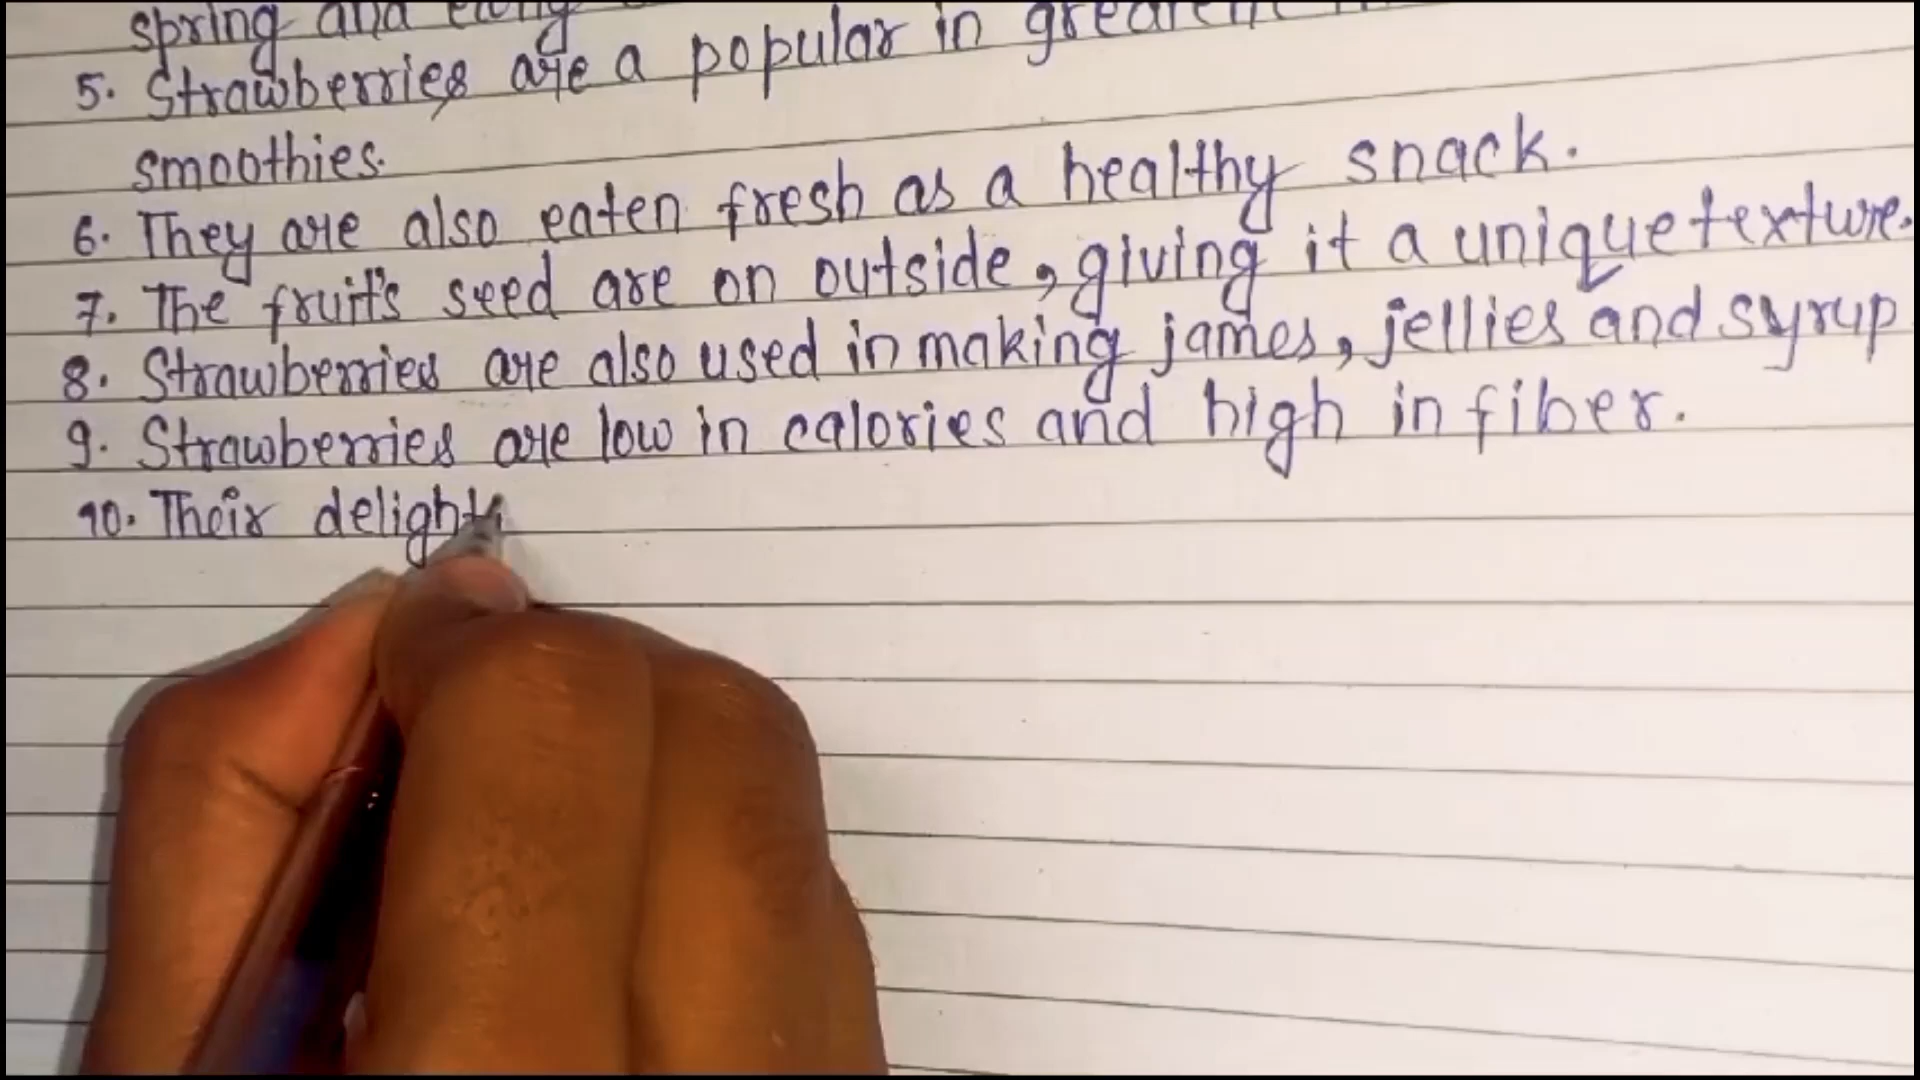 spring and
5. Strawberries are a popular in
smoothies.
6. They are also eaten fresh as a healthy snack.
7. The fruit's seed are on outside, giving it a unique texture.
8. Strawberries are also used in making james, jellies and syrup
9. Strawberries are low in calories and high in fiber.
10. Their delight